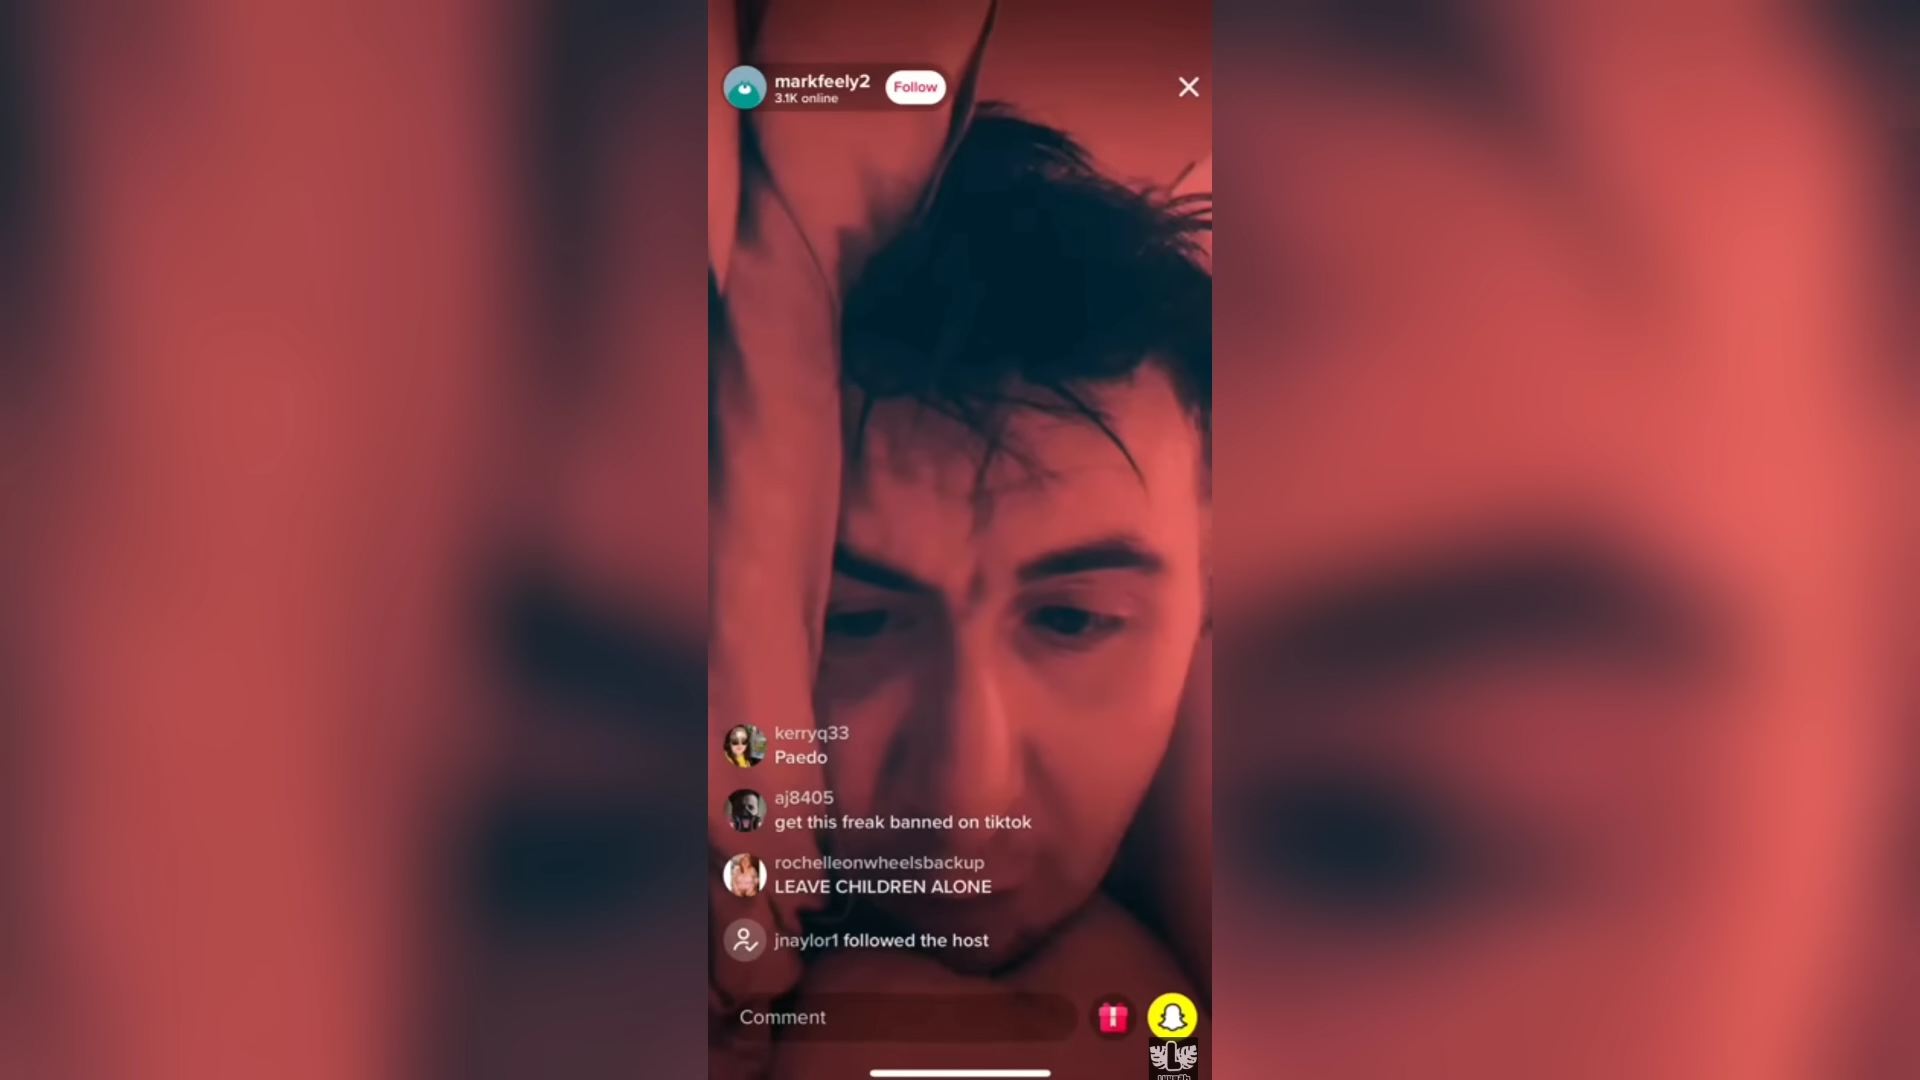 markfeely2
3.1K online
Follow
kerryq33
Paedo
aj8405
get this freak banned on tiktok
rochelleonwheelsbackup
LEAVE CHILDREN ALONE
jnaylor1 followed the host
Comment